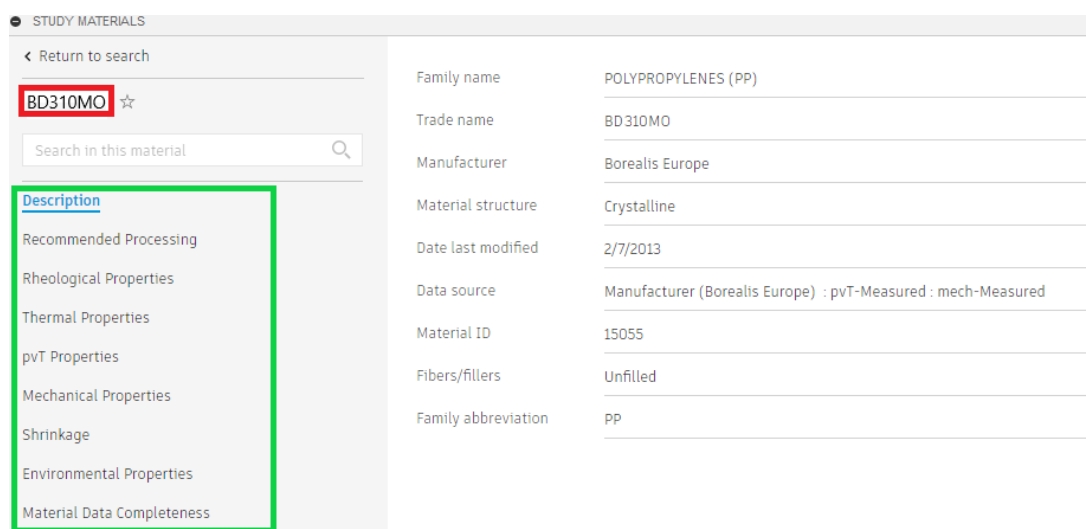 STUDY MATERIALS
Return to search
BD310MO
Search in this material
Description
Recommended Processing
Rheological Properties
Thermal Properties
pvT Properties
Mechanical Properties
Shrinkage
Environmental Properties
Material Data Completeness
Family name POLYPROPYLENES (PP)
Trade name BD310MO
Manufacturer Borealis Europe
Material structure Crystalline
Date last modified 2/7/2013
Data source Manufacturer (Borealis Europe) : pvT-Measured : mech-Measured
Material ID 15055
Fibers/fillers Unfilled
Family abbreviation PP